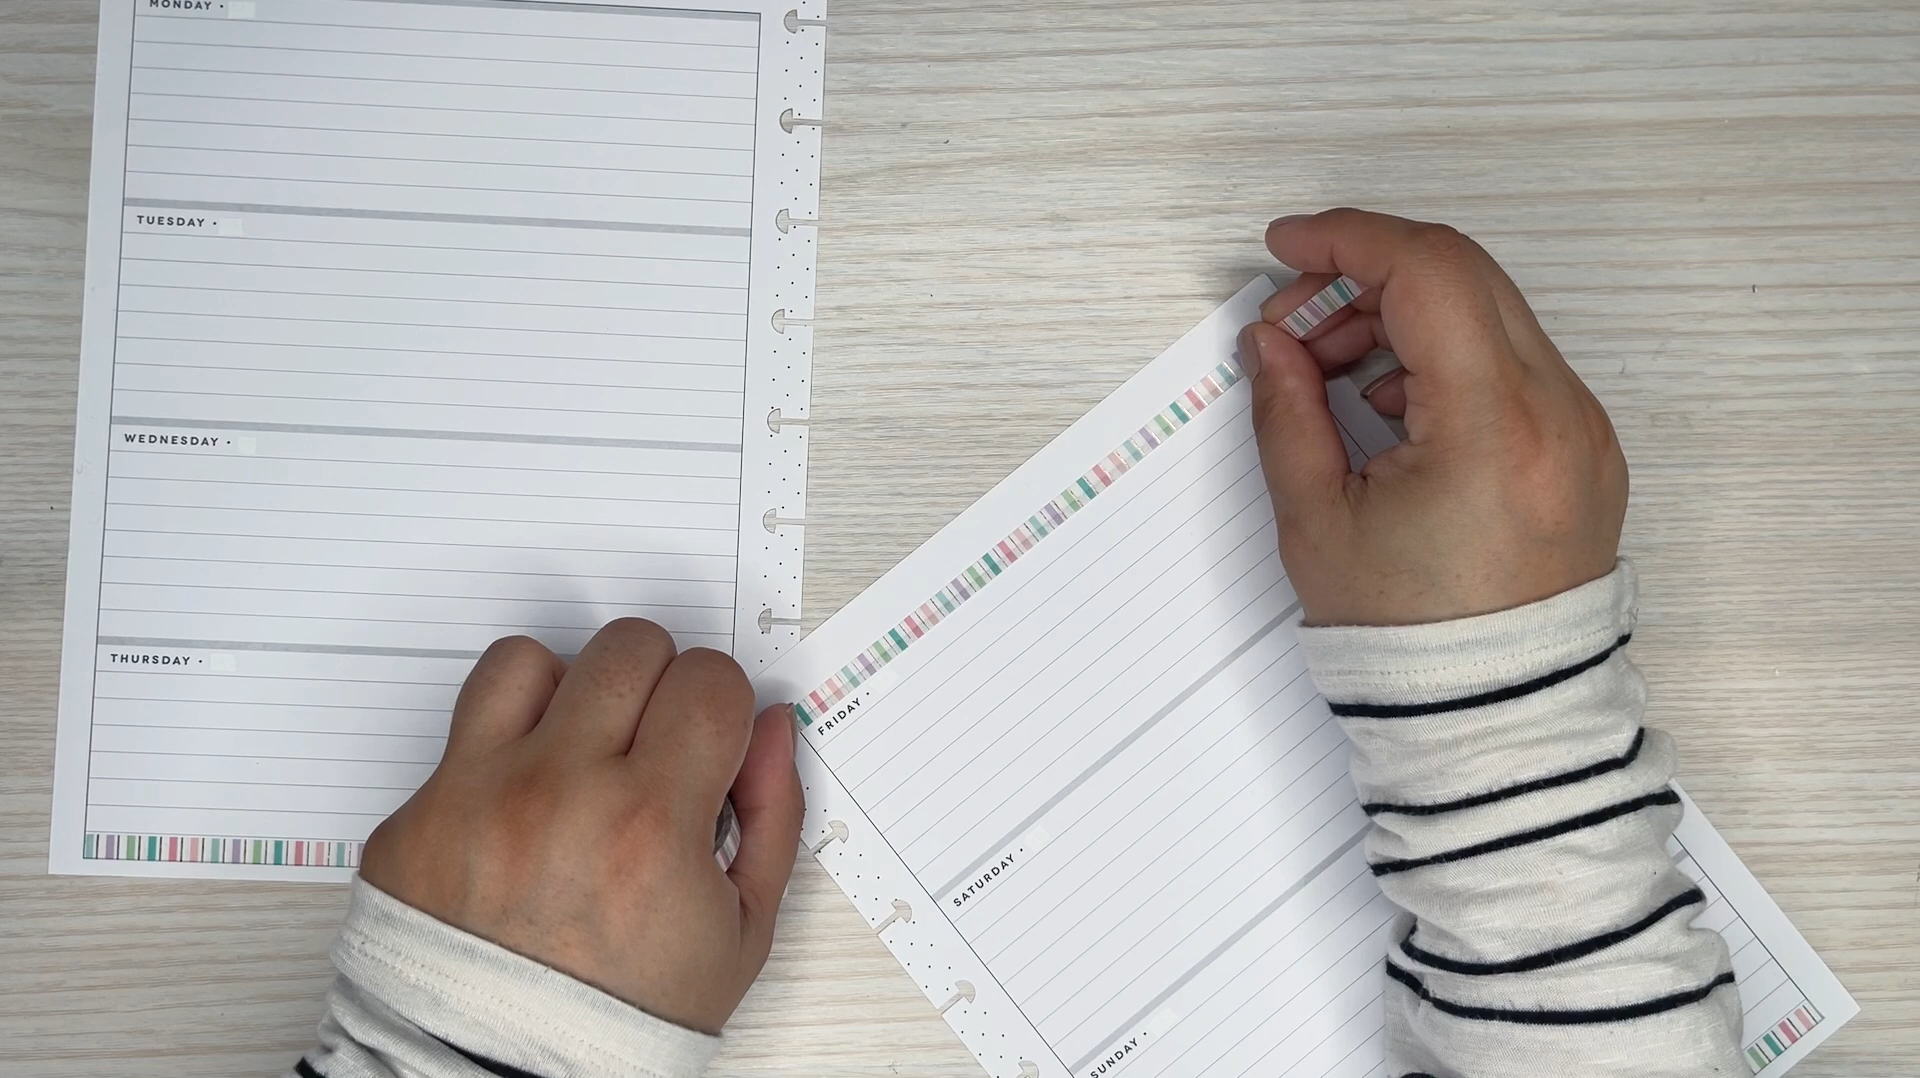 MONDAY •
TUESDAY •
WEDNESDAY •
THURSDAY •
FRIDAY •
SATURDAY •
SUNDAY •